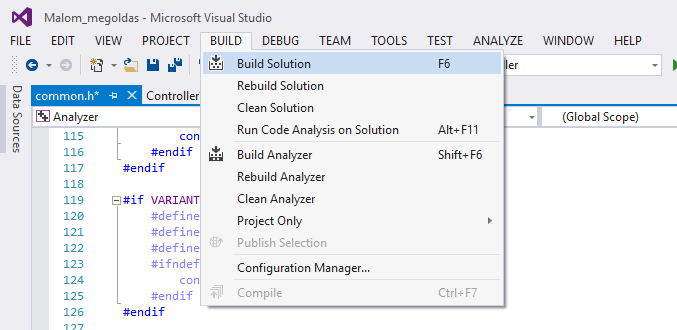 Malom_megoldas - Microsoft Visual Studio
FILE EDIT VIEW BUILD DEBUG TEAM TOOLS TEST ANALYZE WINDOW HELP
Build Solution F6
Rebuild Solution
Clean Solution
Run Code Analysis on Solution Alt+F11
Build Analyzer Shift+F6
Rebuild Analyzer
Clean Analyzer
Project Only
Publish Selection
Configuration Manager...
Compile Ctrl+F7
Data Sources
common.h* Controller
Analyzer (Global Scope)
115 con
116 #endif
117 #endif
118
119 #if VARIANT
120 #define
121 #define
122 #define
123 #ifndef
124 con
125 #endif
126 #endif
127